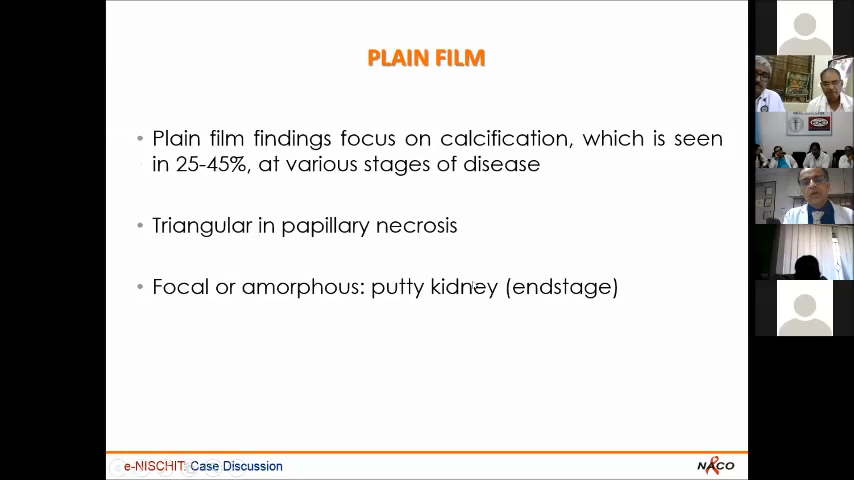 PLAIN FILM
• Plain film findings focus on calcification, which is seen
in 25-45%, at various stages of disease
• Triangular in papillary necrosis
• Focal or amorphous: putty kidney (endstage)
e-NISCHIT: Case Discussion
NACO